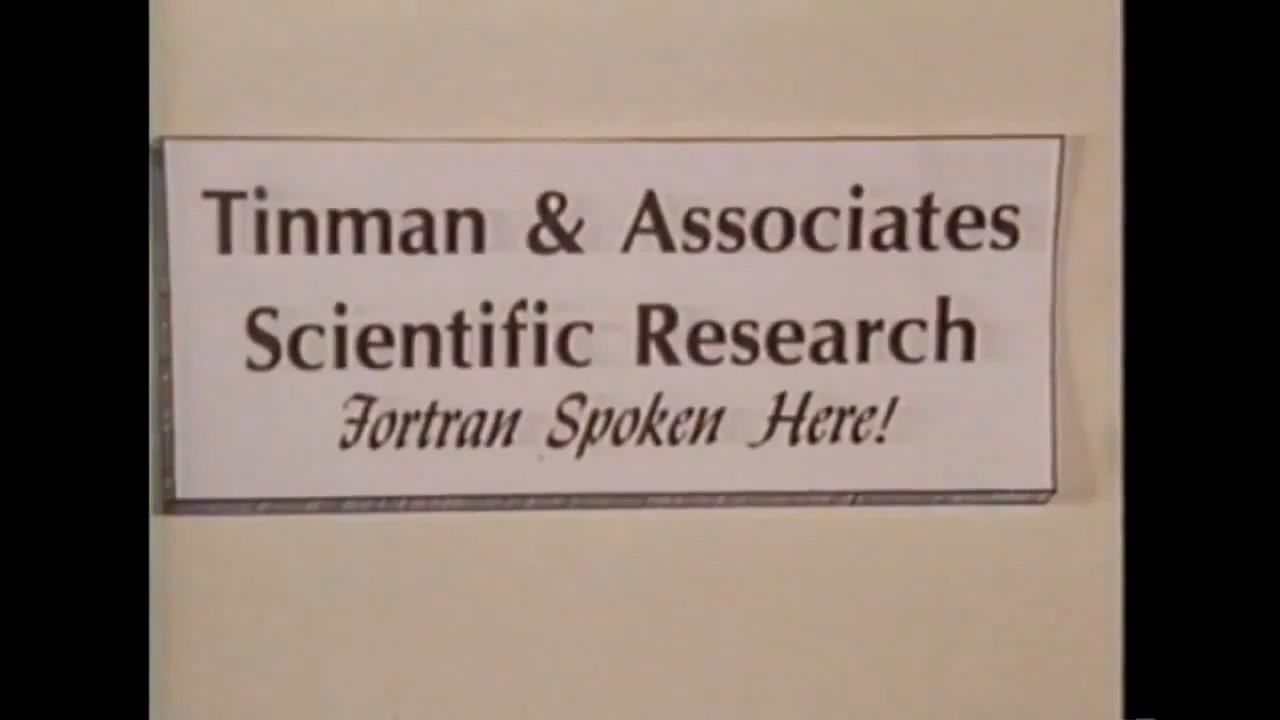 Tinman & Associates
Scientific Research
Fortran Spoken Here!